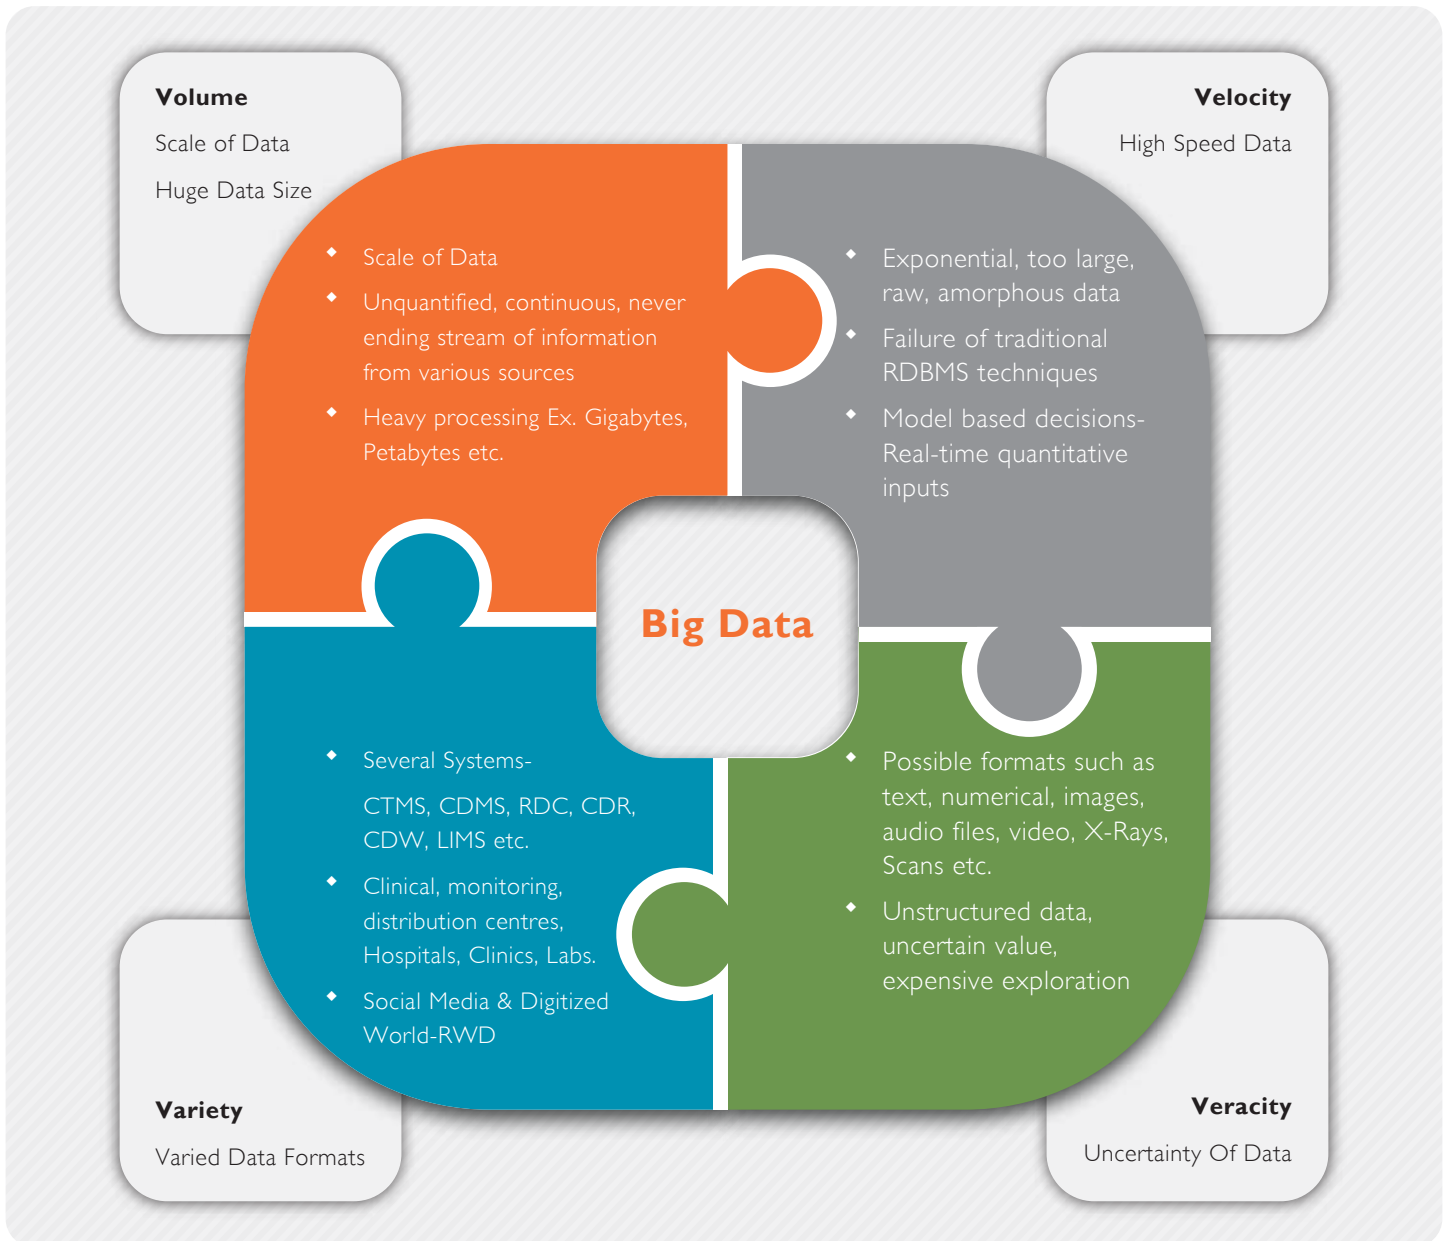 Volume
Scale of Data
Huge Data Size
Velocity
High Speed Data
Scale of Data
Unquantified, continuous, never
ending stream of information
from various sources
Heavy processing Ex. Gigabytes,
Petabytes etc.
Exponential, too large,
raw, amorphous data
Failure of traditional
RDBMS techniques
Model based decisions-
Real-time quantitative
inputs
Big Data
Several Systems-
CTMS, CDMS, RDC, CDR,
CDW, LIMS etc.
Clinical, monitoring,
distribution centres,
Hospitals, Clinics, Labs.
Social Media & Digitized
World-RWD
Possible formats such as
text, numerical, images,
audio files, video, X-Rays,
Scans etc.
Unstructured data,
uncertain value,
expensive exploration
Variety
Varied Data Formats
Veracity
Uncertainty Of Data